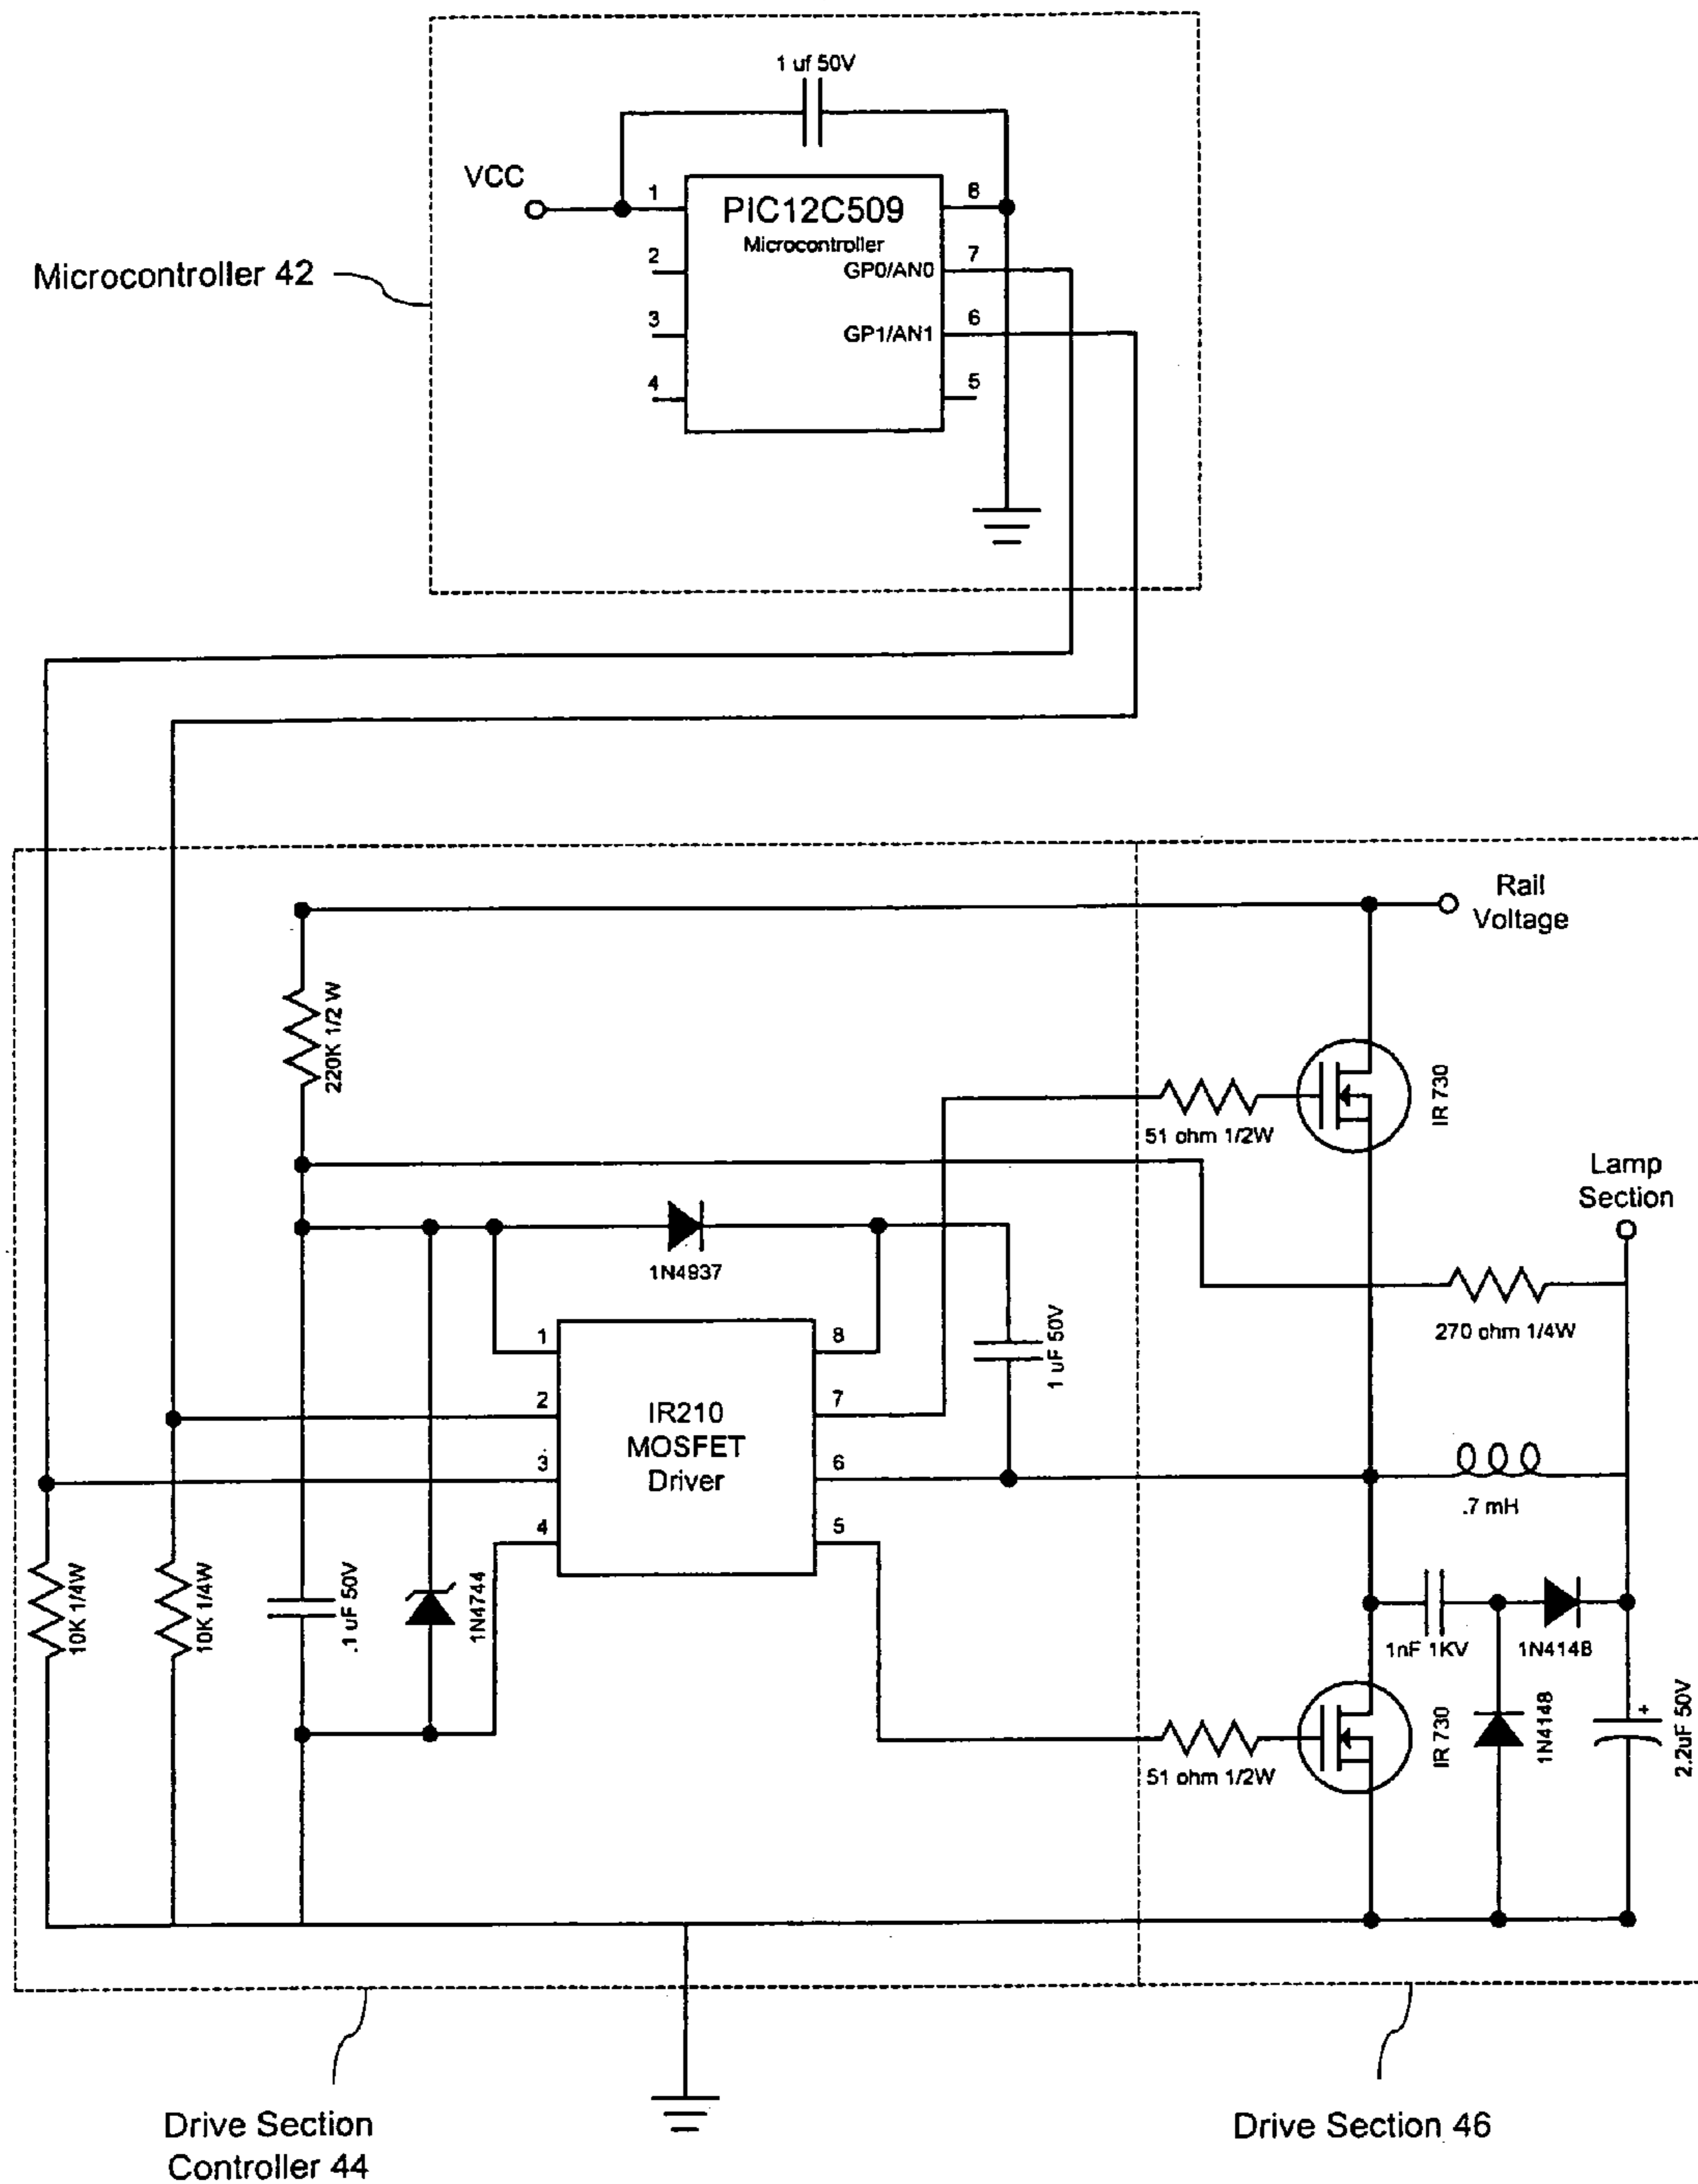 1 uf 50V
VCC
1
2
3
4
PIC12C509
Microcontroller
GP0/AN0
GP1/AN1
8
7
6
5
Microcontroller 42
Rail
Voltage
220K 1/2 W
51 ohm 1/2W
IR 730
Lamp
Section
1N4937
270 ohm 1/4W
1 uF 50V
1
2
3
4
IR210
MOSFET
Driver
8
7
6
5
.7 mH
10K 1/4W
10K 1/4W
.1 uF 50V
1N4744
1nF 1KV
1N4148
51 ohm 1/2W
IR 730
1N4148
+
2.2uF 50V
Drive Section
Controller 44
Drive Section 46